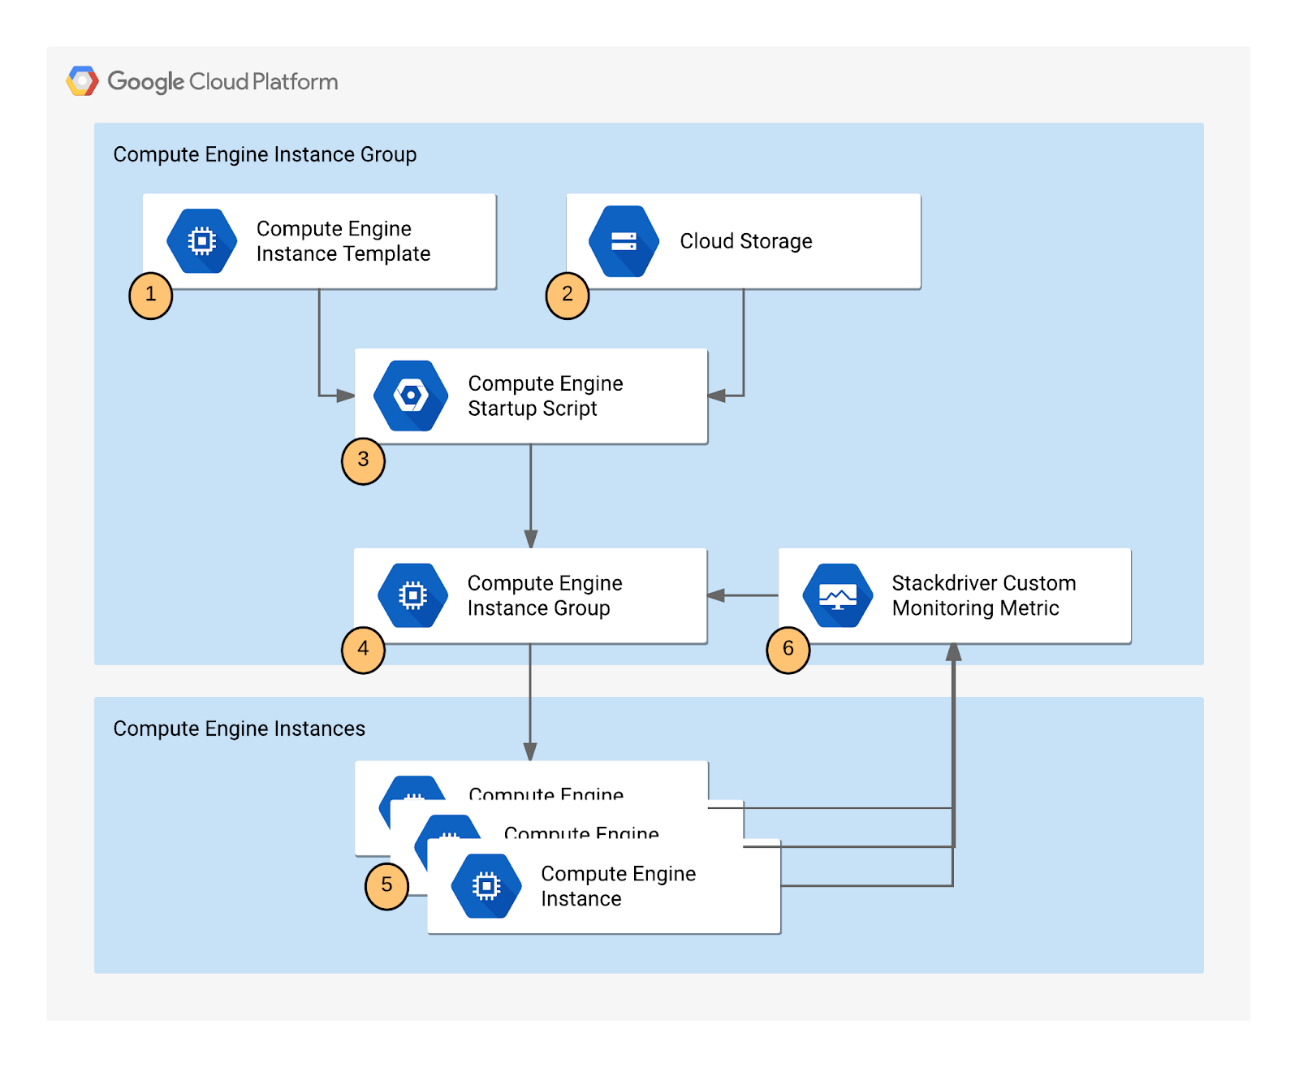 Google Cloud Platform
Compute Engine Instance Group
Compute Engine
Instance Template
1
Cloud Storage
2
Compute Engine
Startup Script
3
Compute Engine
Instance Group
4
Stackdriver Custom
Monitoring Metric
6
Compute Engine Instances
Compute Engine
Compute Engine
Compute Engine
Instance
5